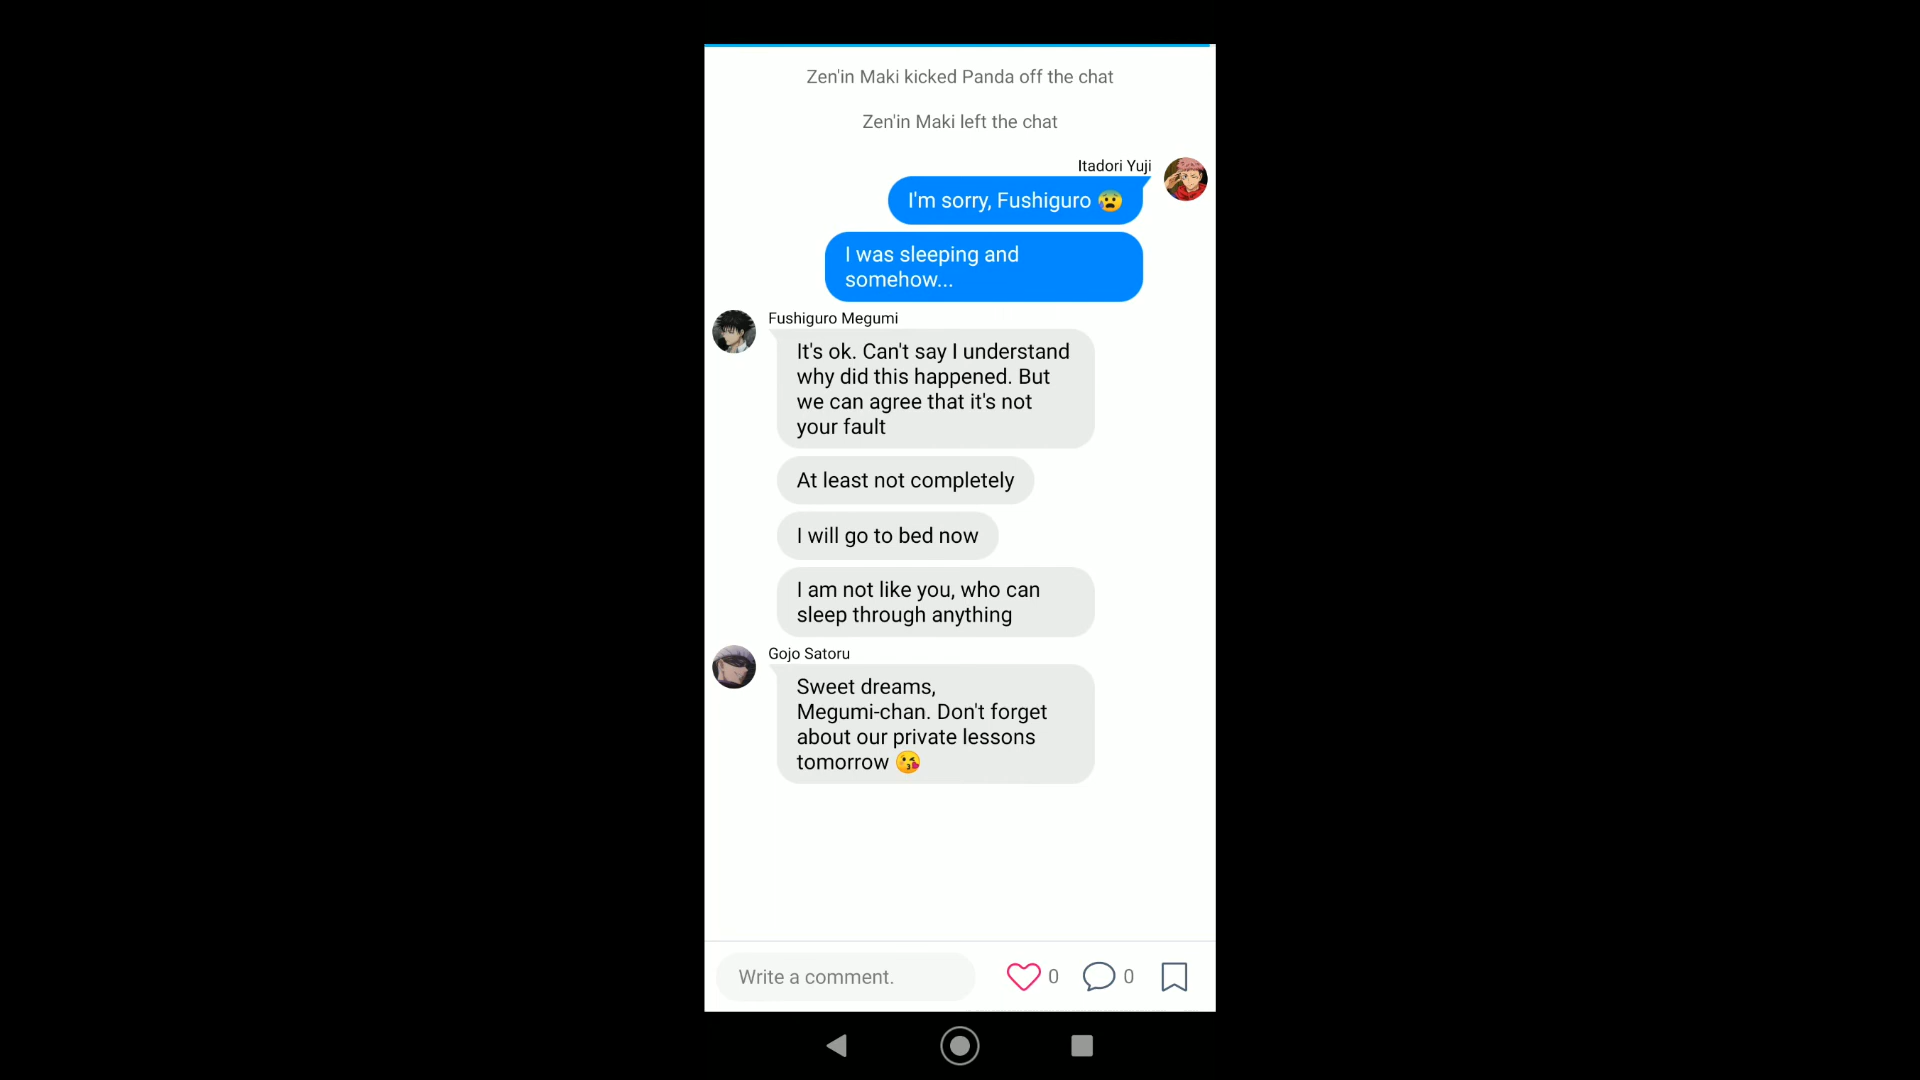 Zen'in Maki kicked Panda off the chat
Zen'in Maki left the chat
Itadori Yuji
I'm sorry, Fushiguro 😰
I was sleeping and
somehow...
Fushiguro Megumi
It's ok. Can't say I understand
why did this happened. But
we can agree that it's not
your fault
At least not completely
I will go to bed now
I am not like you, who can
sleep through anything
Gojo Satoru
Sweet dreams,
Megumi-chan. Don't forget
about our private lessons
tomorrow 😘
Write a comment.
0
0